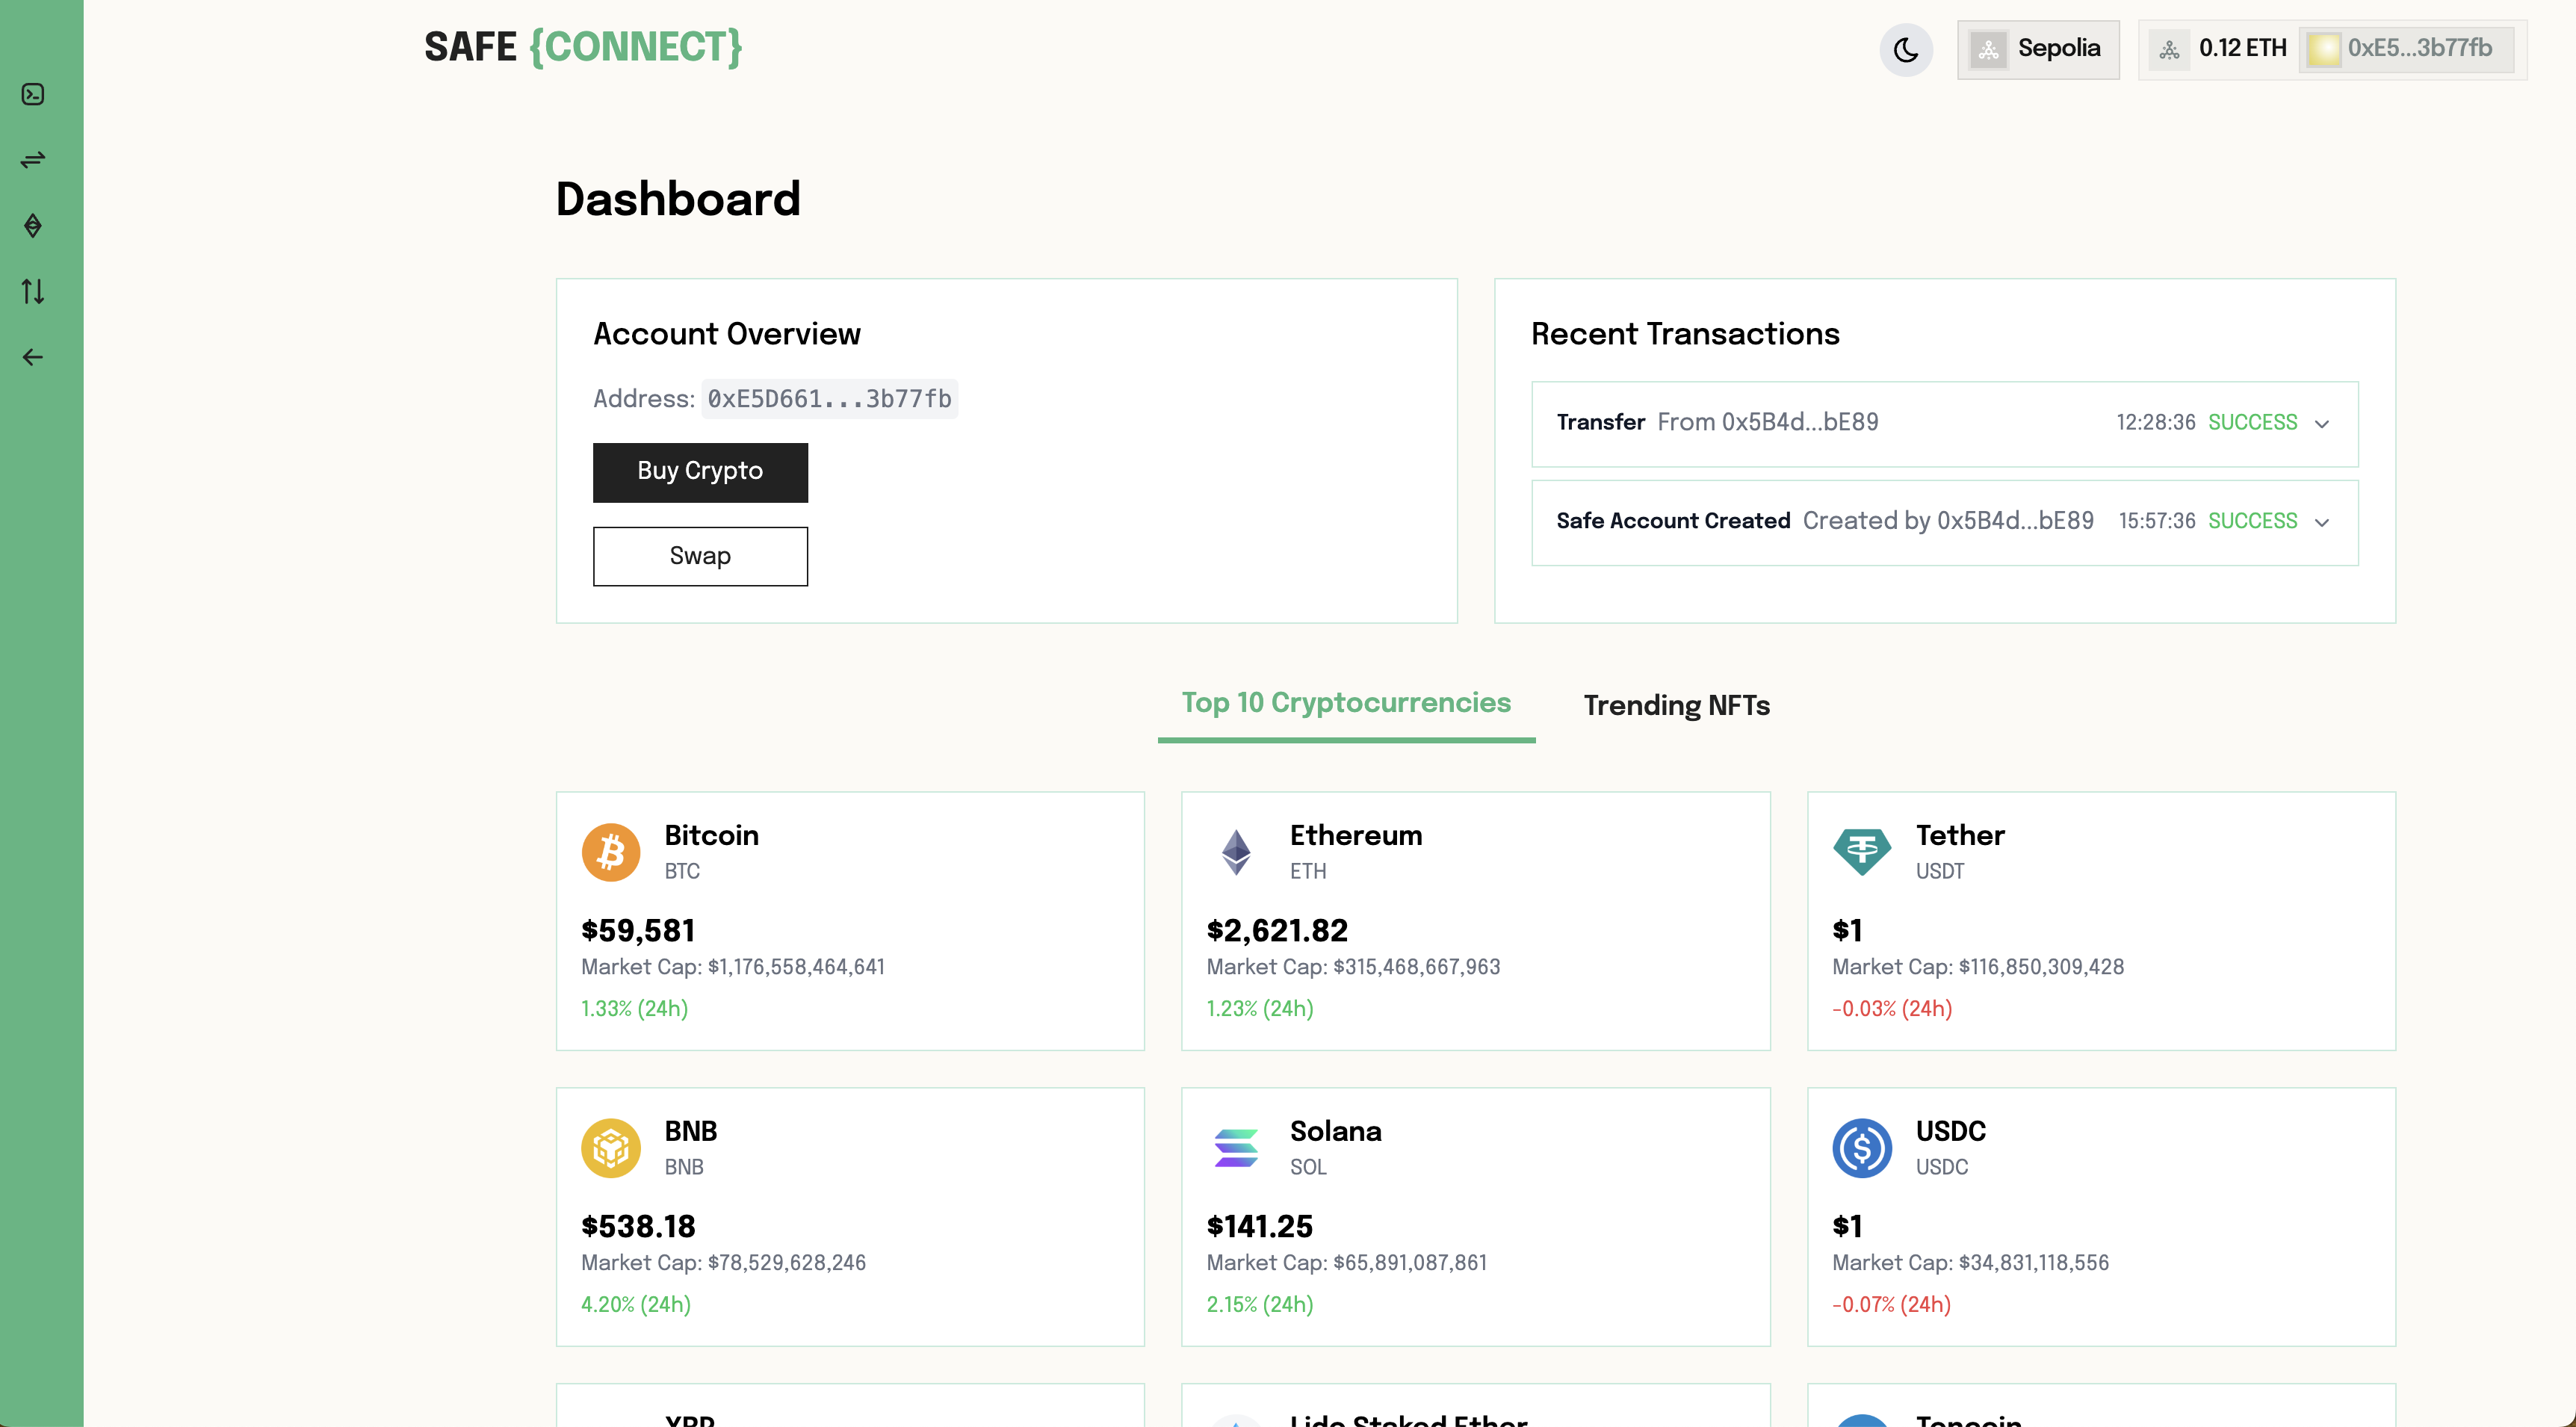 SAFE {CONNECT}
Sepolia
0.12 ETH
0xE5...3b77fb
Dashboard
Account Overview
Address: 0xE5D661...3b77fb
Buy Crypto
Swap
Recent Transactions
Transfer From 0x5B4d...bE89 12:28:36 SUCCESS
Safe Account Created Created by 0x5B4d...bE89 15:57:36 SUCCESS
Top 10 Cryptocurrencies
Trending NFTs
Bitcoin
BTC
$59,581
Market Cap: $1,176,558,464,641
1.33% (24h)
Ethereum
ETH
$2,621.82
Market Cap: $315,468,667,963
1.23% (24h)
Tether
USDT
$1
Market Cap: $116,850,309,428
-0.03% (24h)
BNB
BNB
$538.18
Market Cap: $78,529,628,246
4.20% (24h)
Solana
SOL
$141.25
Market Cap: $65,891,087,861
2.15% (24h)
USDC
USDC
$1
Market Cap: $34,831,118,556
-0.07% (24h)
XRP
Lido Staked Ether
Toncoin